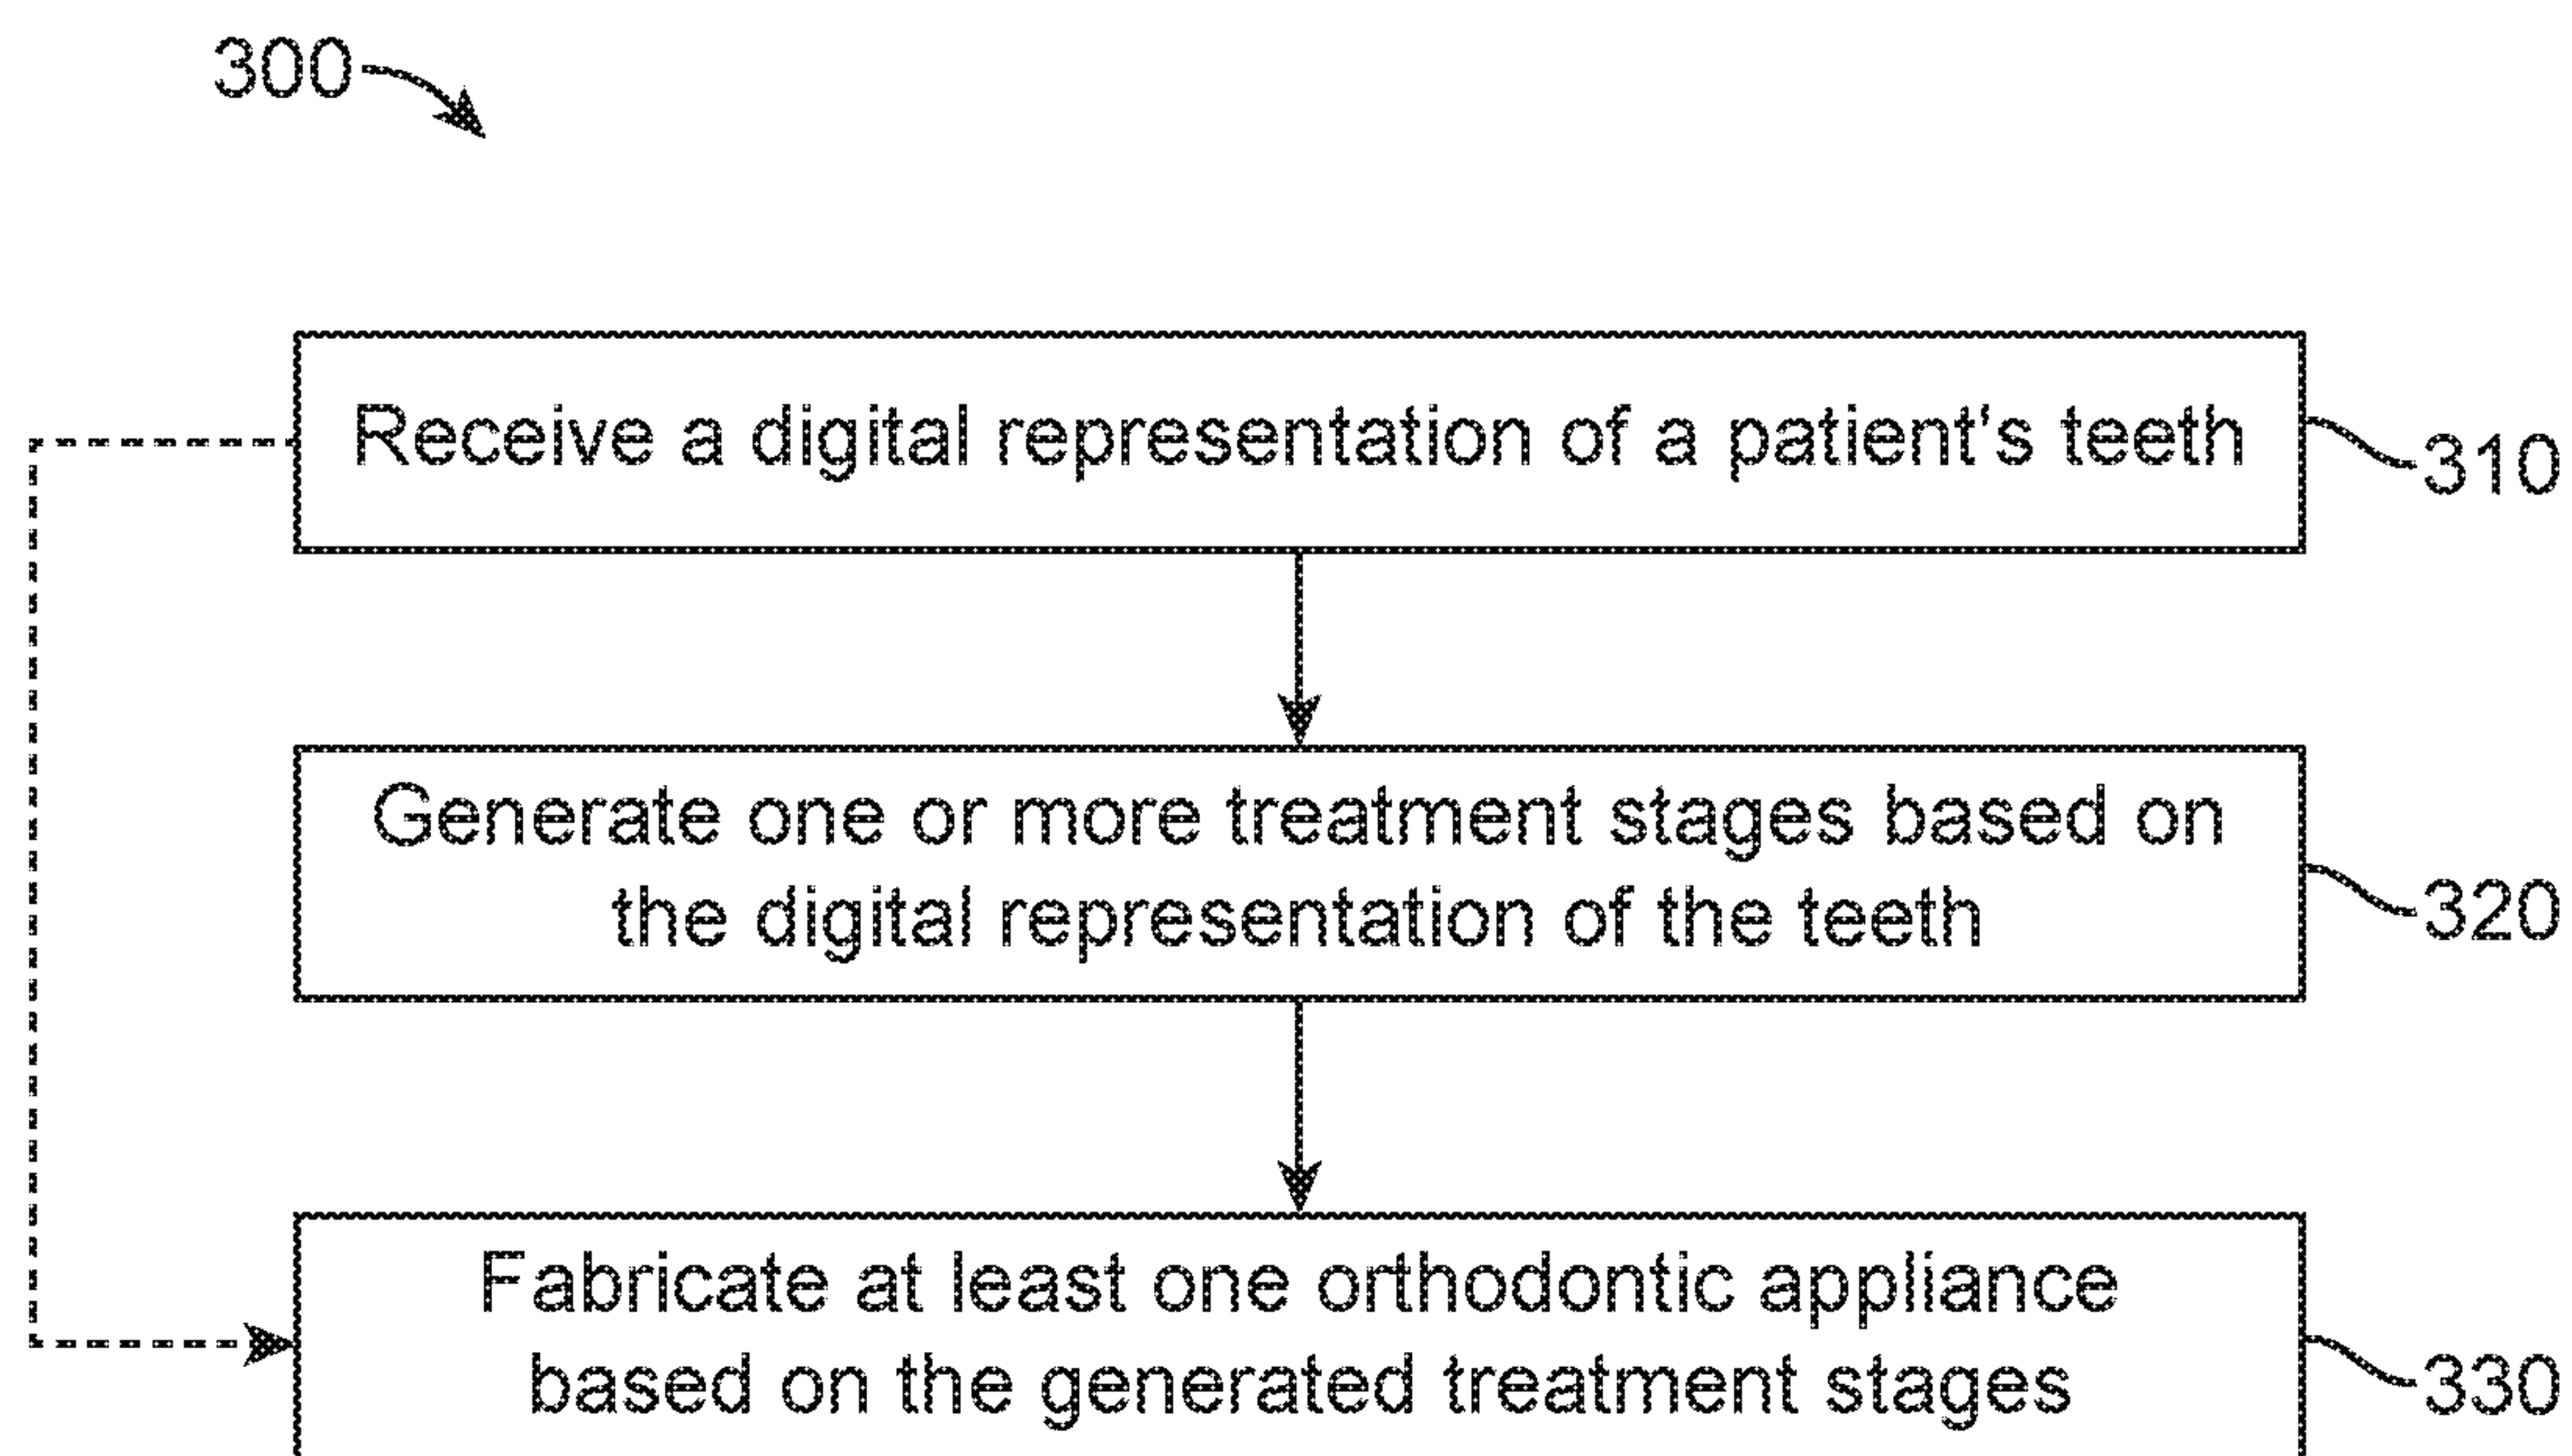 300
Receive a digital representation of a patient's teeth
310
Generate one or more treatment stages based on
the digital representation of the teeth
320
Fabricate at least one orthodontic appliance
based on the generated treatment stages
330